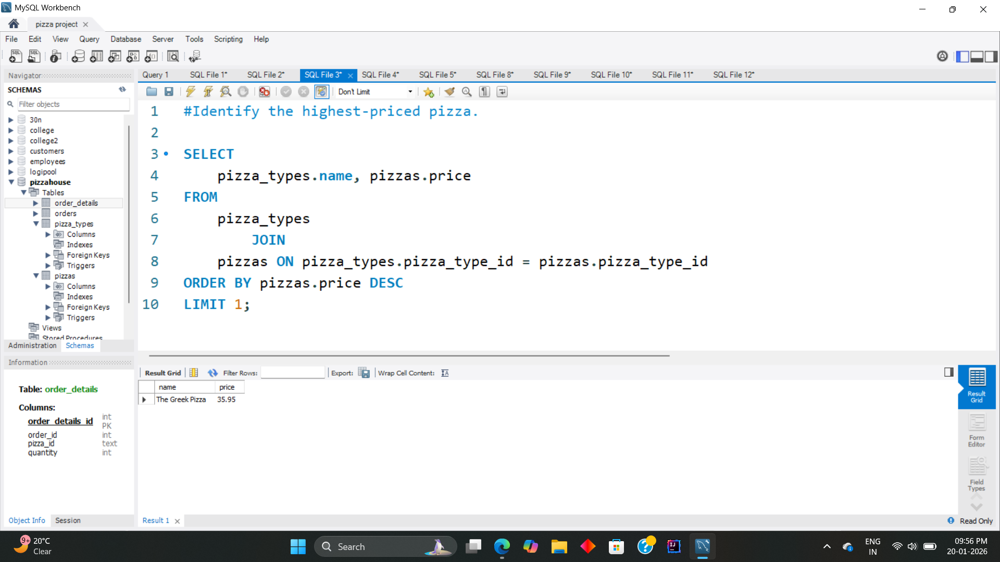 MySQL Workbench
pizza project
File Edit View Query Database Server Tools Scripting Help
Navigator
SCHEMAS
Filter objects
30n
college
college2
customers
employees
logipool
pizzahouse
Tables
order_details
orders
pizza_types
Columns
Indexes
Foreign Keys
Triggers
pizzas
Columns
Indexes
Foreign Keys
Triggers
Views
Stored Procedures
Administration Schemas
Information
Table: order_details
Columns:
order_details_id int PK
order_id int
pizza_id text
quantity int
Object Info Session
Query 1 SQL File 1* SQL File 2* SQL File 3* SQL File 4* SQL File 5* SQL File 8* SQL File 9* SQL File 10* SQL File 11* SQL File 12*
Don't Limit
1 #Identify the highest-priced pizza.
2
3 SELECT
4 pizza_types.name, pizzas.price
5 FROM
6 pizza_types
7 JOIN
8 pizzas ON pizza_types.pizza_type_id = pizzas.pizza_type_id
9 ORDER BY pizzas.price DESC
10 LIMIT 1;
Result Grid Filter Rows: Export: Wrap Cell Content:
name price
The Greek Pizza 35.95
Result Grid
Form Editor
Field Types
Result 1
Read Only
9+ 20°C
Clear
Search
ENG
IN
09:56 PM
20-01-2026